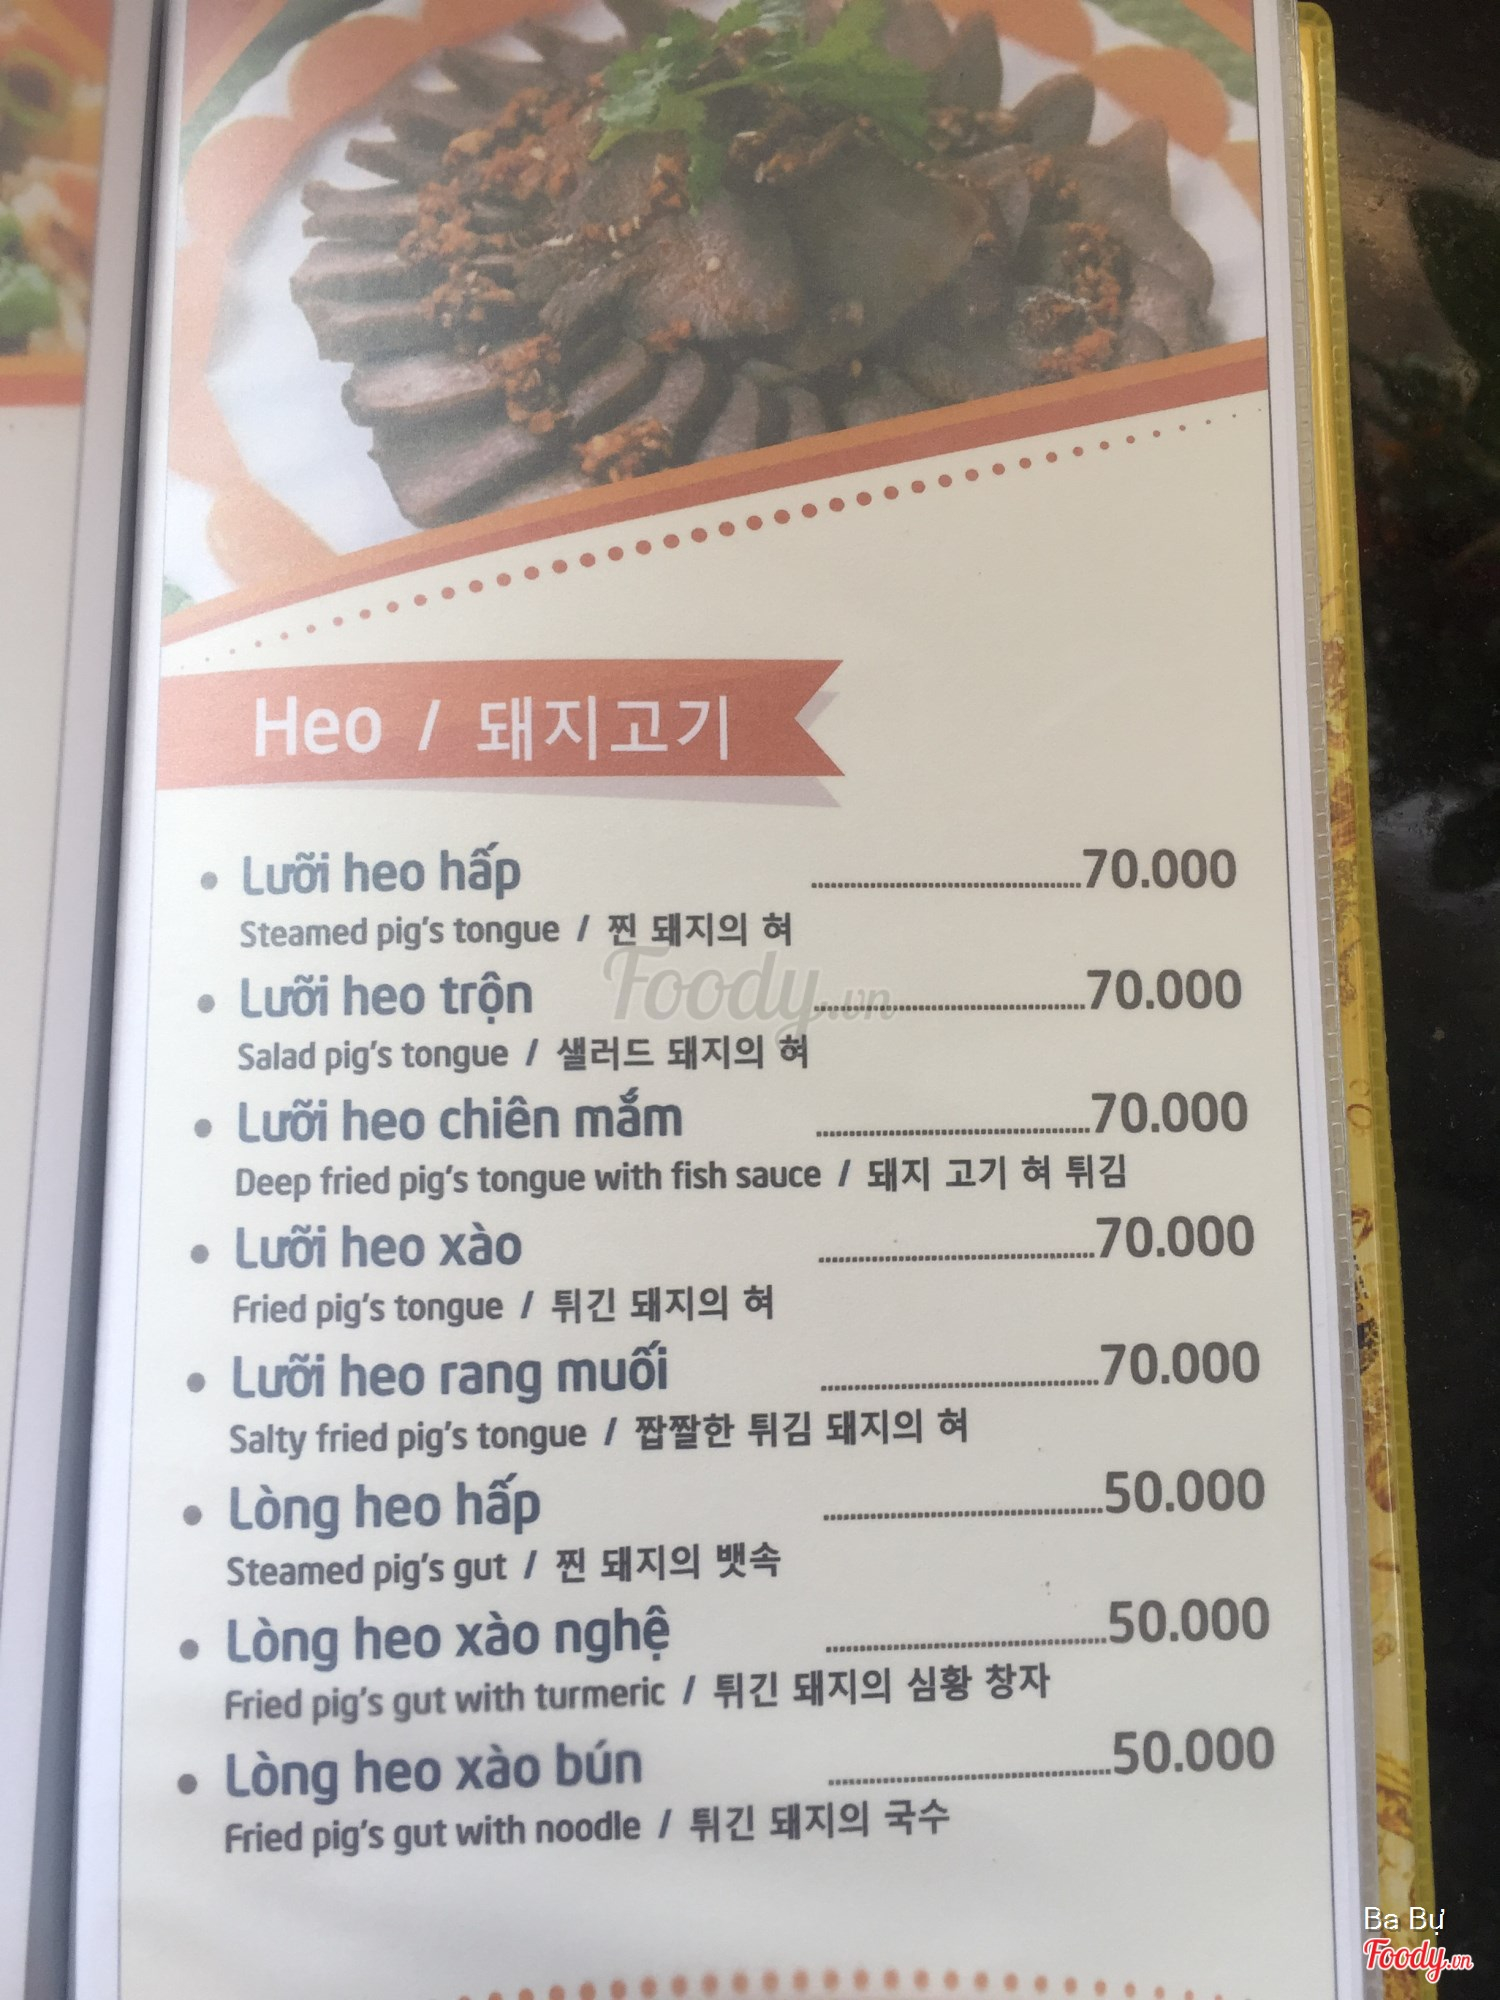 Heo / 돼지고기
Lưỡi heo hấp ........70.000
Steamed pig's tongue / 찐 돼지의 혀
Lưỡi heo trộn ........70.000
Salad pig's tongue / 샐러드 돼지의 혀
Lưỡi heo chiên mắm ........70.000
Deep fried pig's tongue with fish sauce / 돼지 고기 혀 튀김
Lưỡi heo xào ........70.000
Fried pig's tongue / 튀긴 돼지의 혀
Lưỡi heo rang muối ........70.000
Salty fried pig's tongue / 짭짤한 튀김 돼지의 혀
Lòng heo hấp ........50.000
Steamed pig's gut / 찐 돼지의 뱃속
Lòng heo xào nghệ ........50.000
Fried pig's gut with turmeric / 튀긴 돼지의 심황 창자
Lòng heo xào bún ........50.000
Fried pig's gut with noodle / 튀긴 돼지의 국수
Foody.vn
Ba Bự
Foody.vn